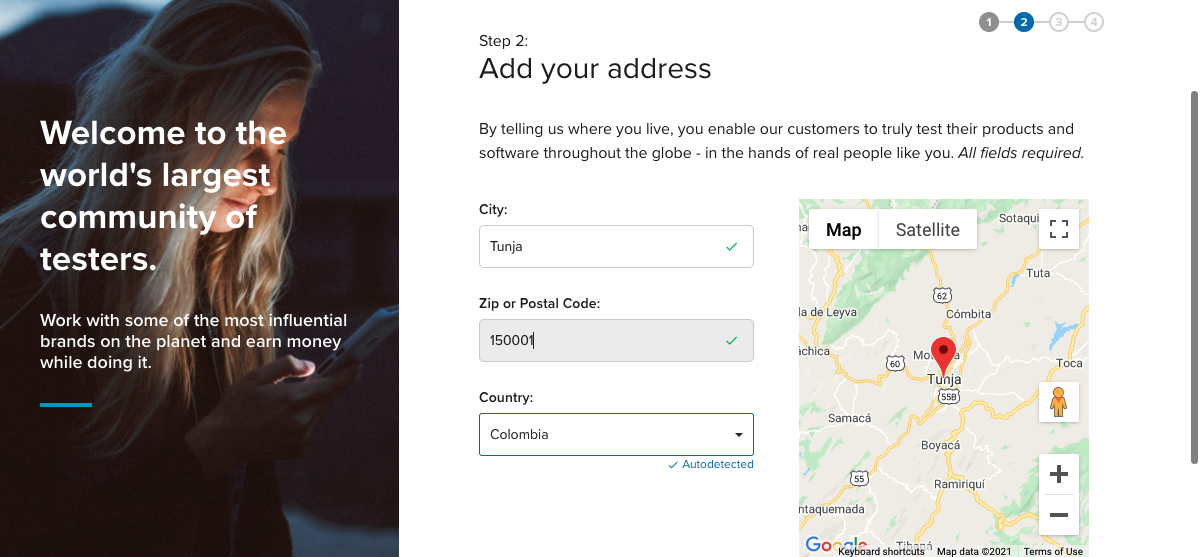 Welcome to the
world's largest
community of
testers.
Work with some of the most influential
brands on the planet and earn money
while doing it.
1 2 3 4
Step 2:
Add your address
By telling us where you live, you enable our customers to truly test their products and
software throughout the globe - in the hands of real people like you. All fields required.
City:
Tunja
Zip or Postal Code:
150001
Country:
Colombia
Autodetected
Map Satellite
Sotaqui
Tuta
62
la de Leyva
Cómbita
áchica
60
Toca
Tunja
55B
Samacá
Boyacá
55
Ramiriquí
ntaquemada
Tibaná
Google
Keyboard shortcuts Map data ©2021 Terms of Use